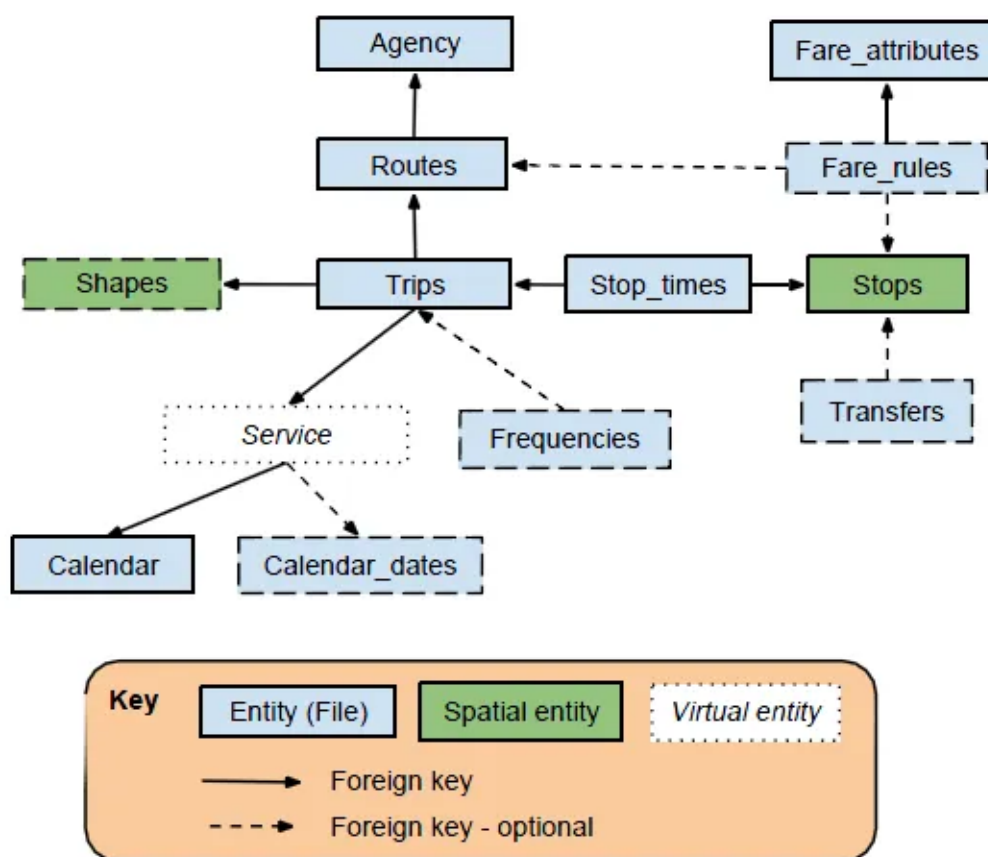 Agency
Fare_attributes
Routes
Fare_rules
Shapes
Trips
Stop_times
Stops
Service
Frequencies
Transfers
Calendar
Calendar_dates
Key
Entity (File)
Spatial entity
Virtual entity
Foreign key
Foreign key - optional